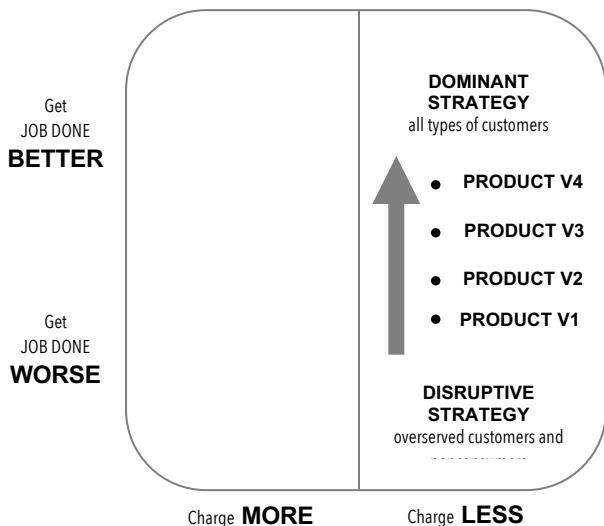 DOMINANT
STRATEGY
all types of customers
Get
JOB DONE
BETTER
PRODUCT V4
PRODUCT V3
PRODUCT V2
PRODUCT V1
Get
JOB DONE
WORSE
DISRUPTIVE
STRATEGY
overserved customers and
Charge MORE
Charge LESS